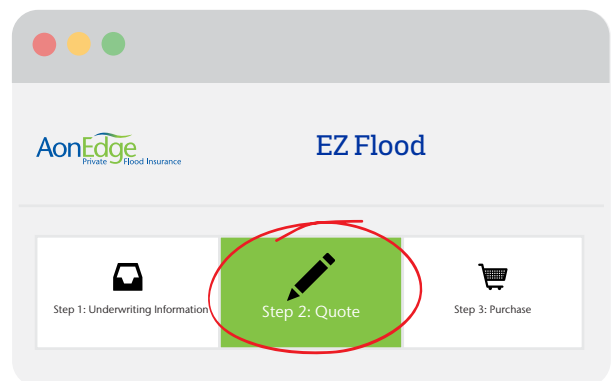 AonEdge
Private Flood Insurance
EZ Flood
Step 1: Underwriting Information
Step 2: Quote
Step 3: Purchase